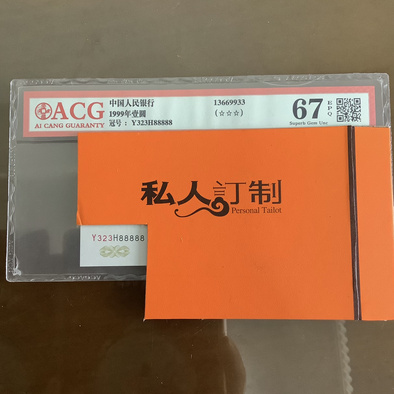 ACG
AI CANG GUARANTY
中国人民银行
1999年壹圆
冠号：Y323H88888
13669933
(☆☆☆)
67 EPQ
Superb Gem Unc
私人訂制
Personal Tailot
Y323H88888